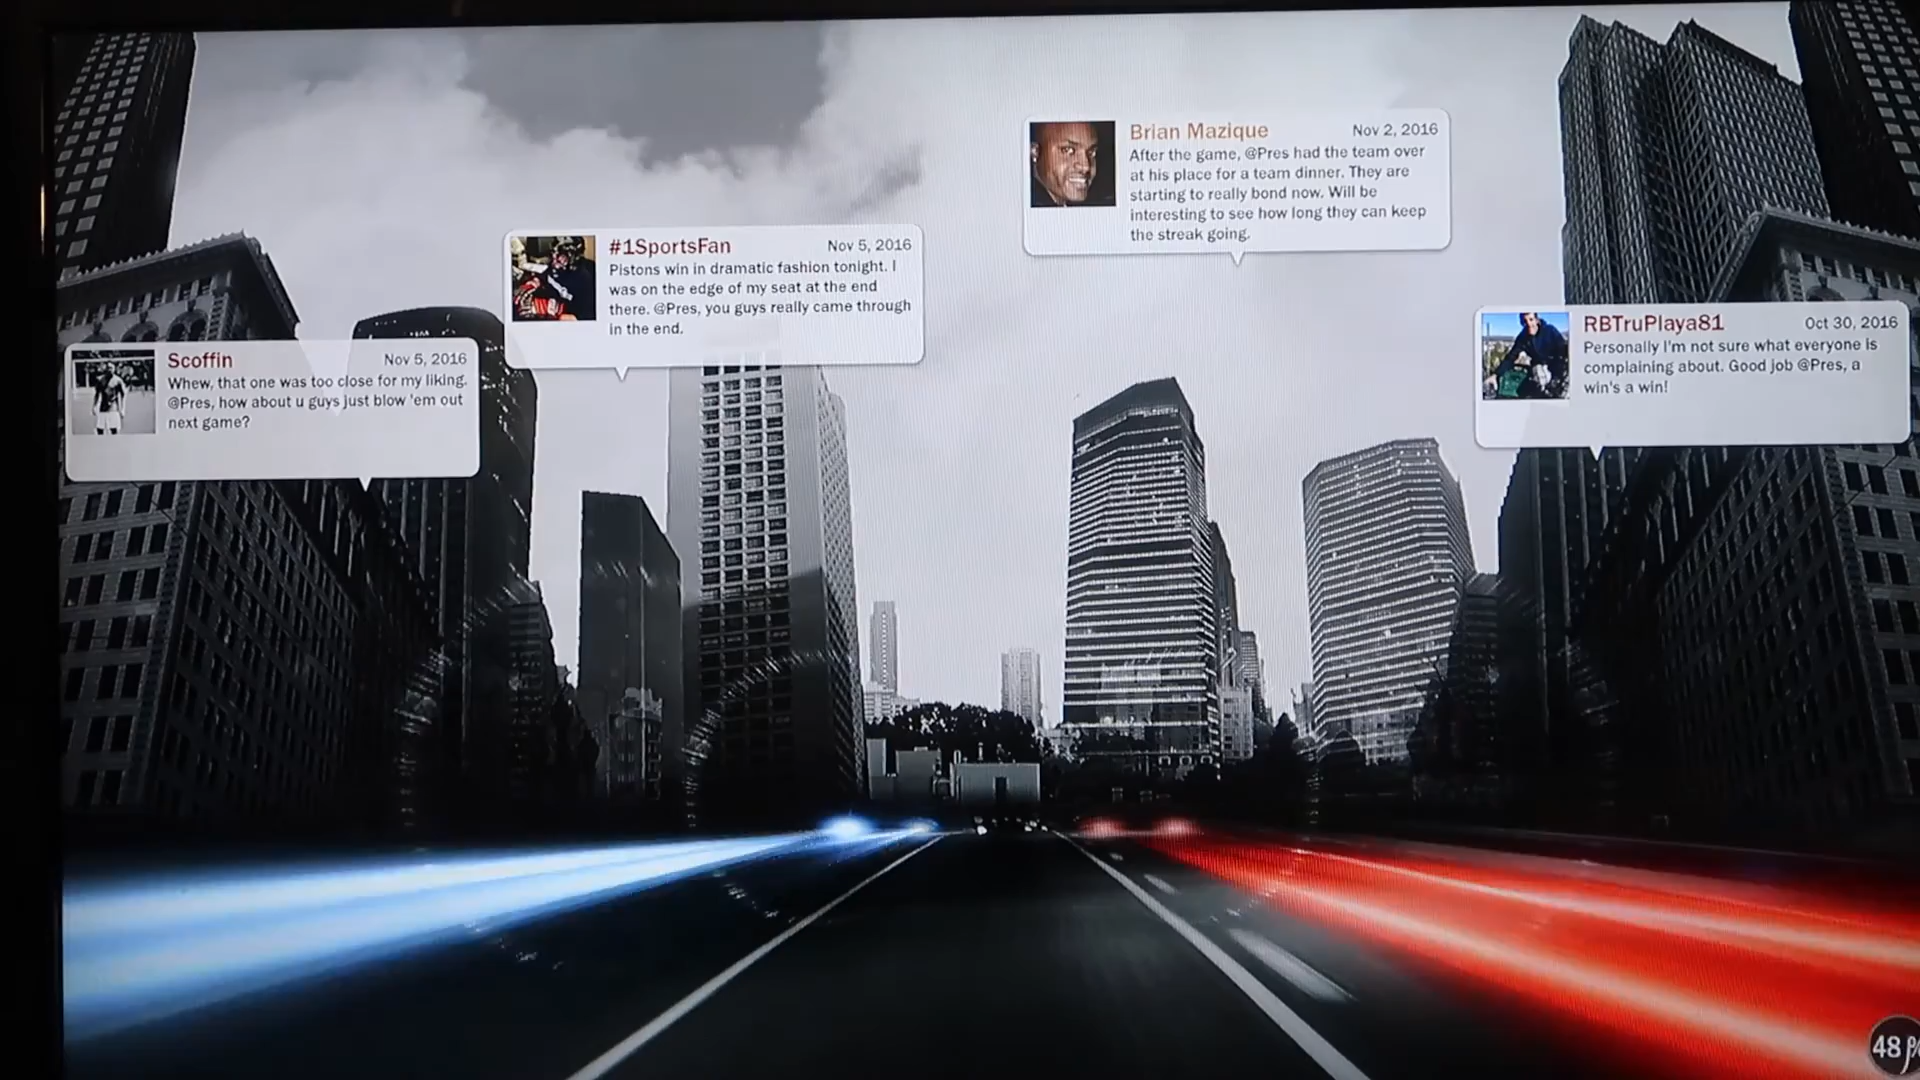 Scoffin
Nov 5, 2016
Whew, that one was too close for my liking.
@Pres, how about u guys just blow 'em out
next game?
#1SportsFan
Nov 5, 2016
Pistons win in dramatic fashion tonight. I
was on the edge of my seat at the end
there. @Pres, you guys really came through
in the end.
Brian Mazique
Nov 2, 2016
After the game, @Pres had the team over
at his place for a team dinner. They are
starting to really bond now. Will be
interesting to see how long they can keep
the streak going.
RBTruPlaya81
Oct 30, 2016
Personally I'm not sure what everyone is
complaining about. Good job @Pres, a
win's a win!
48